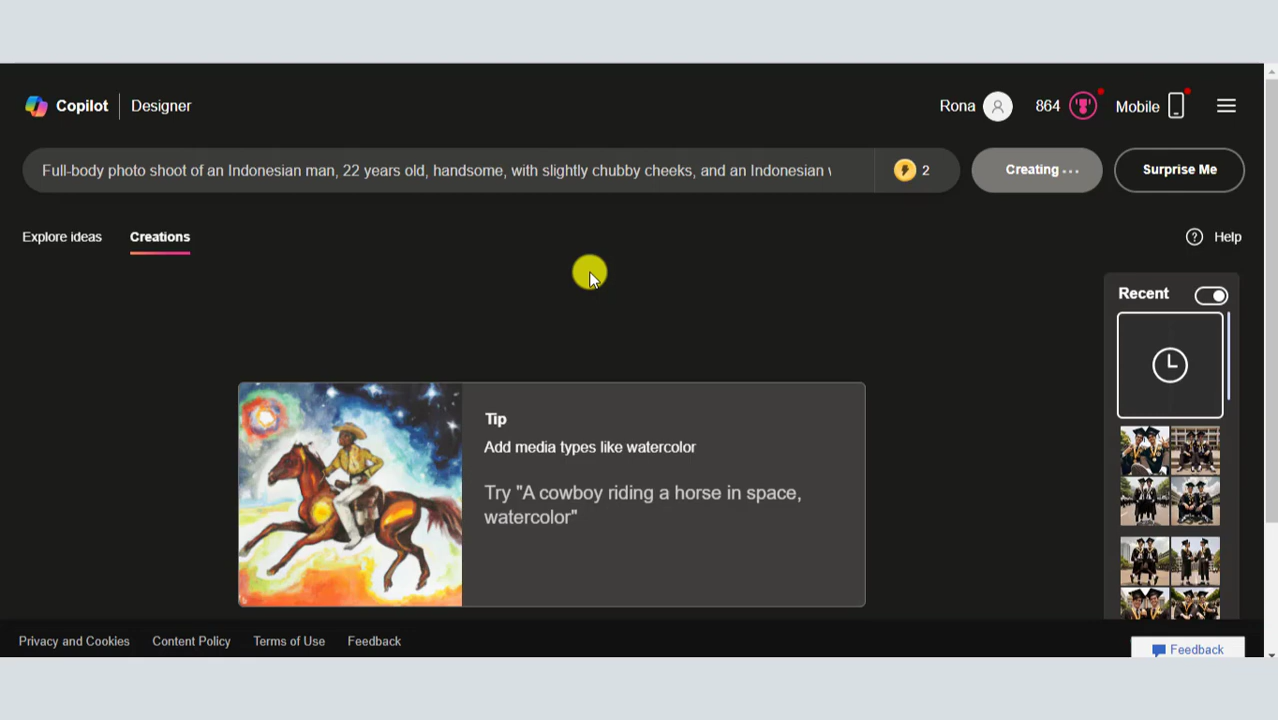 Copilot Designer
Rona 864 Mobile
Full-body photo shoot of an Indonesian man, 22 years old, handsome, with slightly chubby cheeks, and an Indonesian
2
Creating...
Surprise Me
Explore ideas Creations
Help
Recent
Tip
Add media types like watercolor
Try "A cowboy riding a horse in space,
watercolor"
Privacy and Cookies Content Policy Terms of Use Feedback
Feedback